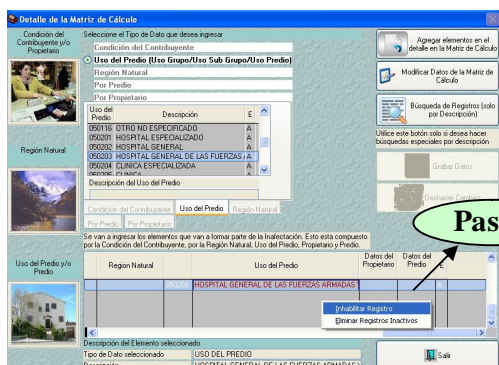 Detalle de la Matriz de Cálculo
Condición del Contribuyente y/o Propietario
Seleccione el Tipo de Dato que desea ingresar
Condición del Contribuyente
Uso del Predio (Uso Grupo/Uso Sub Grupo/Uso Predio)
Región Natural
Por Predio
Por Propietario
Agregar elementos en el detalle en la Matriz de Cálculo
Modificar Datos de la Matriz de Cálculo
Búsqueda de Registros (solo por Descripción)
Utilice este botón solo si desea hacer búsquedas especiales por descripción
Grabar Datos
Deshacer Cambio
Uso del Predio Descripción E
050116 OTRO NO ESPECIFICADO A
050201 HOSPITAL ESPECIALIZADO A
050202 HOSPITAL GENERAL A
050203 HOSPITAL GENERAL DE LAS FUERZAS A
050204 CLINICA ESPECIALIZADA A
050205 CLINICA A
Descripción del Uso del Predio
Región Natural
Condición del Contribuyente Uso del Predio Región Natural
Por Predio Por Propietario
Se van a ingresar los elementos que van a formar parte de la Inafectación. Esto esta compuesto
por la Condición del Contribuyente, por la Región Natural, Uso del Predio, Propietario y Predio.
Pas
Uso del Predio y/o Predio
Region Natural Uso del Predio Datos del Propietario Datos del Predio E
050203 HOSPITAL GENERAL DE LAS FUERZAS ARMADAS Y A
Inhabilitar Registro
Eliminar Registros Inactivos
Descripción del Elemento seleccionado
Tipo de Dato seleccionado USO DEL PREDIO
Descripción HOSPITAL GENERAL DE LAS FUERZAS ARMADAS Y
Salir